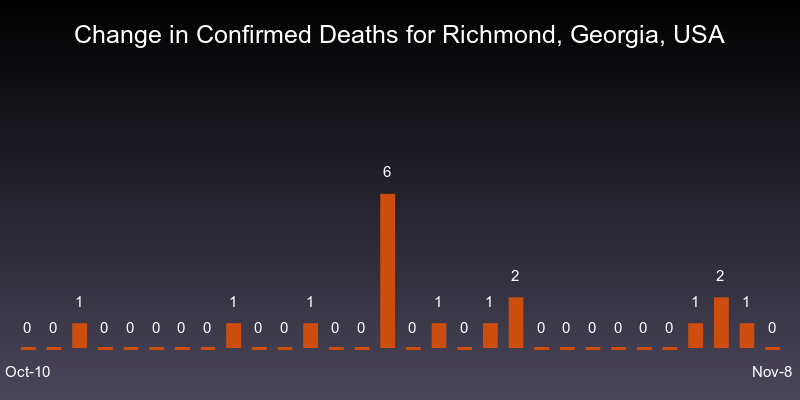 Change in Confirmed Deaths for Richmond, Georgia, USA
6
2 2
1 1 1 1 1 1 1
0 0 0 0 0 0 0 0 0 0 0 0 0 0 0 0 0 0 0 0
Oct-10 Nov-8